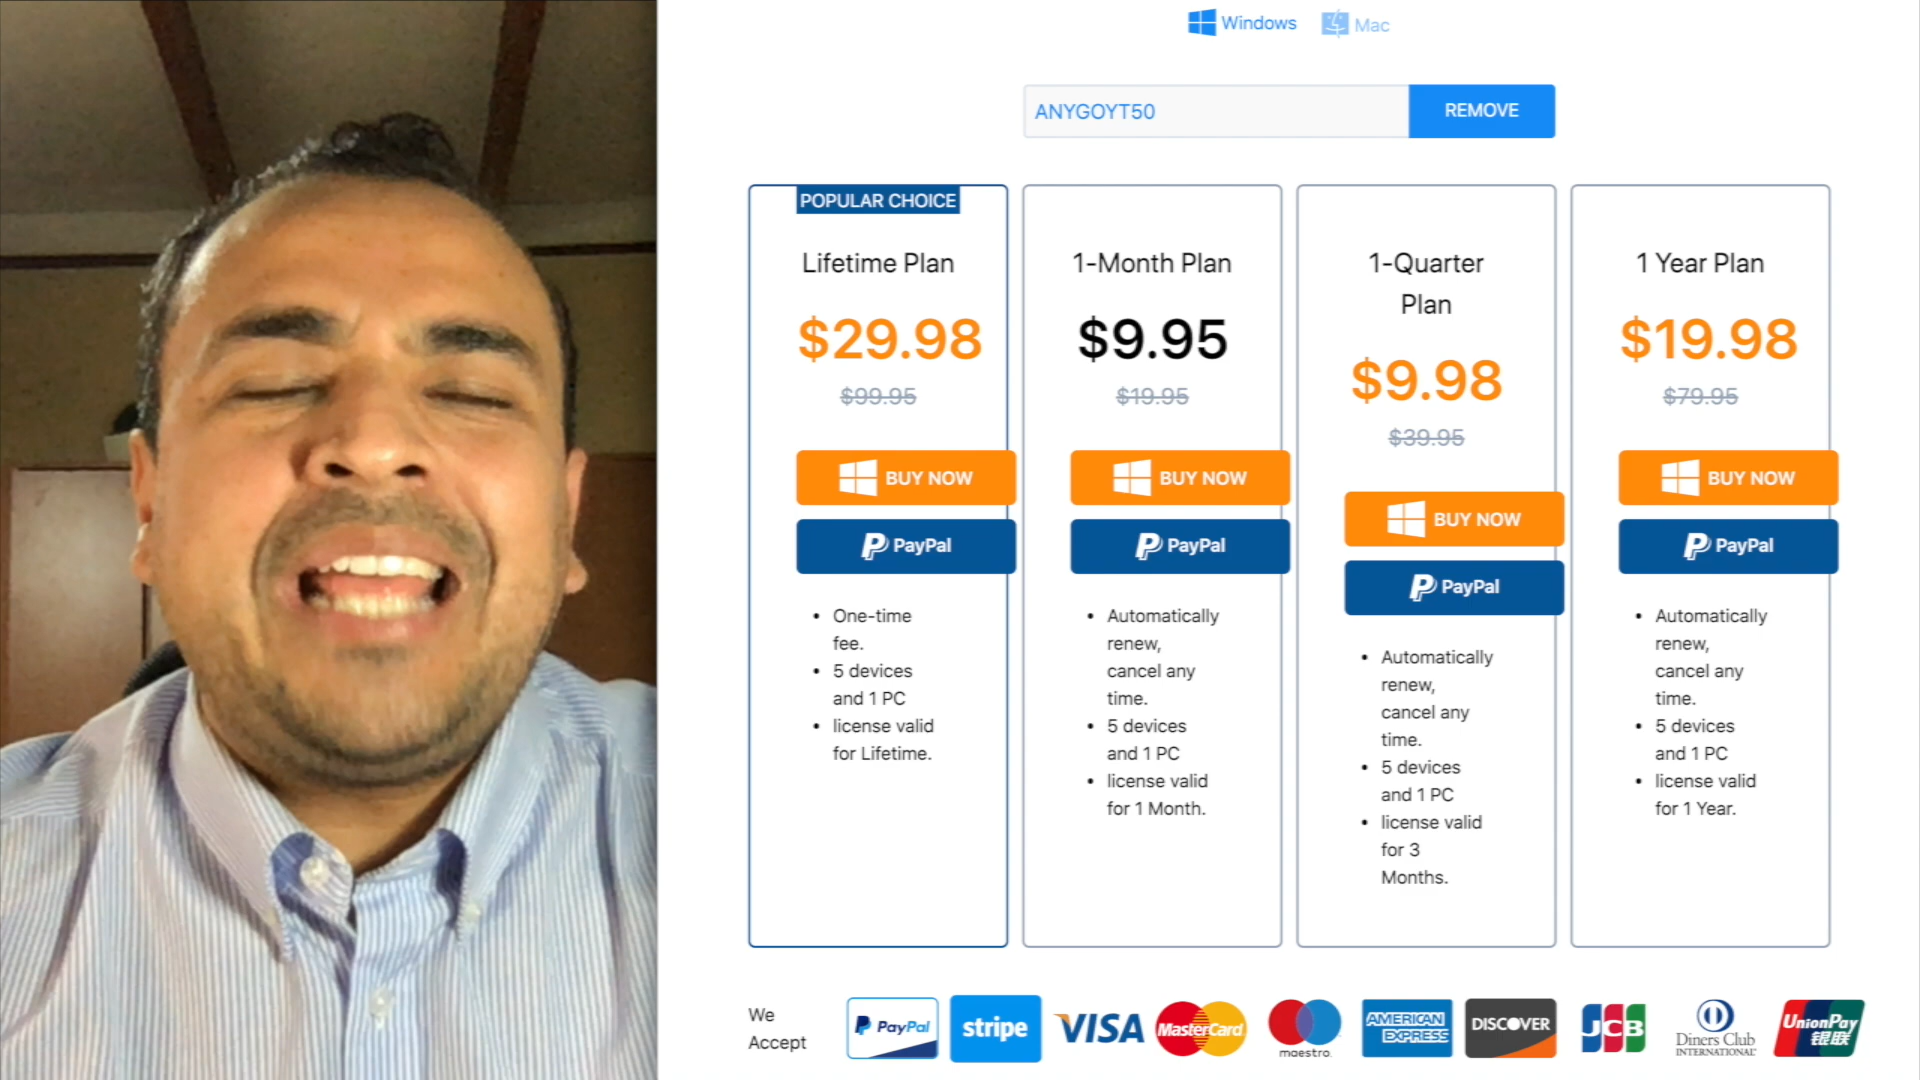 Windows
Mac
ANYGOYT50
REMOVE
POPULAR CHOICE
Lifetime Plan
$29.98
$99.95
BUY NOW
PayPal
One-time
fee.
5 devices
and 1 PC
license valid
for Lifetime.
1-Month Plan
$9.95
$19.95
BUY NOW
PayPal
Automatically
renew,
cancel any
time.
5 devices
and 1 PC
license valid
for 1 Month.
1-Quarter
Plan
$9.98
$39.95
BUY NOW
PayPal
Automatically
renew,
cancel any
time.
5 devices
and 1 PC
license valid
for 3
Months.
1 Year Plan
$19.98
$79.95
BUY NOW
PayPal
Automatically
renew,
cancel any
time.
5 devices
and 1 PC
license valid
for 1 Year.
We
Accept
PayPal
stripe
VISA
MasterCard
maestro
AMERICAN
EXPRESS
DISCOVER
JCB
Diners Club
INTERNATIONAL
UnionPay
银联